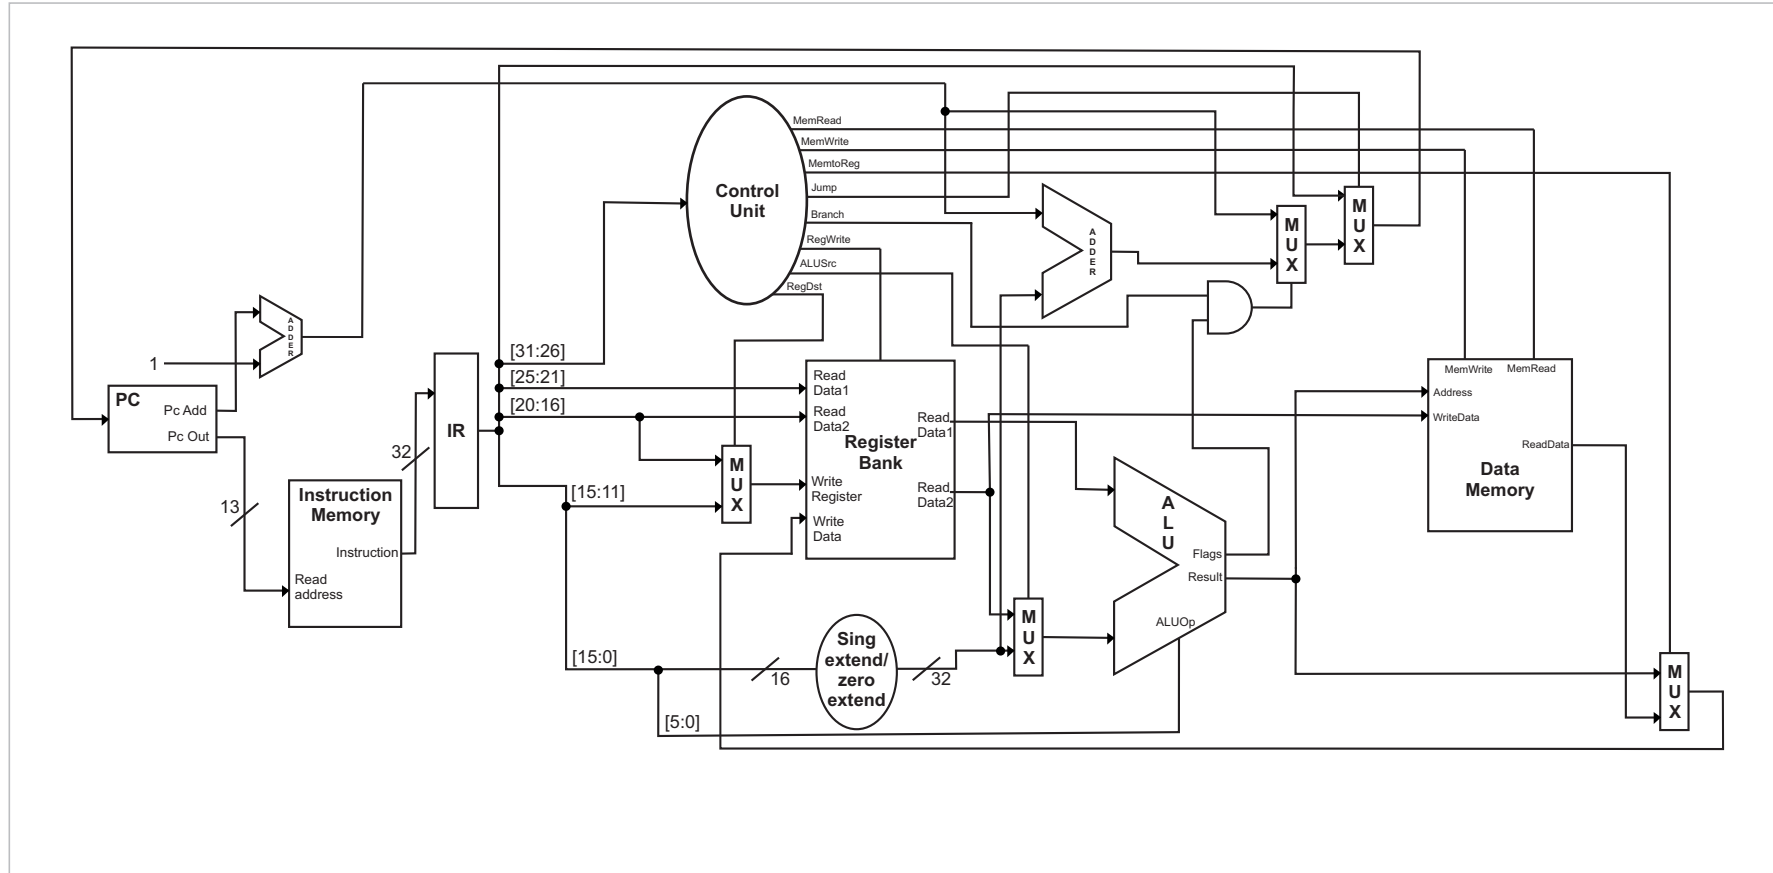 MemRead
MemWrite
MemtoReg
Jump
Branch
RegWrite
ALUSrc
RegDst
Control
Unit
ADDER
MUX
MUX
ADDER
1
PC
Pc Add
Pc Out
[31:26]
[25:21]
[20:16]
[15:11]
[15:0]
[5:0]
IR
32
13
Instruction
Memory
Instruction
Read
address
MUX
Read
Data1
Read
Data2
Register
Bank
Write
Register
Write
Data
Read
Data1
Read
Data2
ALU
Flags
Result
ALUOp
MemWrite
MemRead
Address
WriteData
ReadData
Data
Memory
Sing
extend/
zero
extend
16
32
MUX
MUX